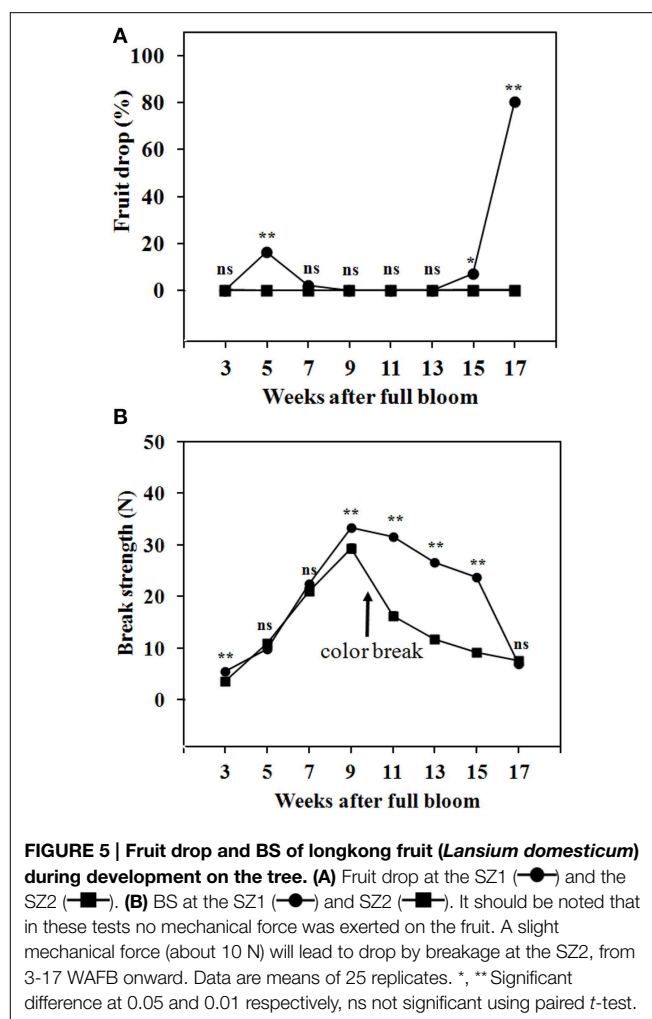 A
Fruit drop (%)
100
80
60
40
20
0
ns
**
ns
ns
ns
ns
*
**
3 5 7 9 11 13 15 17
Weeks after full bloom
B
Break strength (N)
50
40
30
20
10
0
**
ns
ns
**
**
**
**
ns
color break
3 5 7 9 11 13 15 17
Weeks after full bloom
FIGURE 5 | Fruit drop and BS of longkong fruit (Lansium domesticum)
during development on the tree. (A) Fruit drop at the SZ1 (—●—) and the
SZ2 (—■—). (B) BS at the SZ1 (—●—) and SZ2 (—■—). It should be noted that
in these tests no mechanical force was exerted on the fruit. A slight
mechanical force (about 10 N) will lead to drop by breakage at the SZ2, from
3-17 WAFB onward. Data are means of 25 replicates. *, ** Significant
difference at 0.05 and 0.01 respectively, ns not significant using paired t-test.